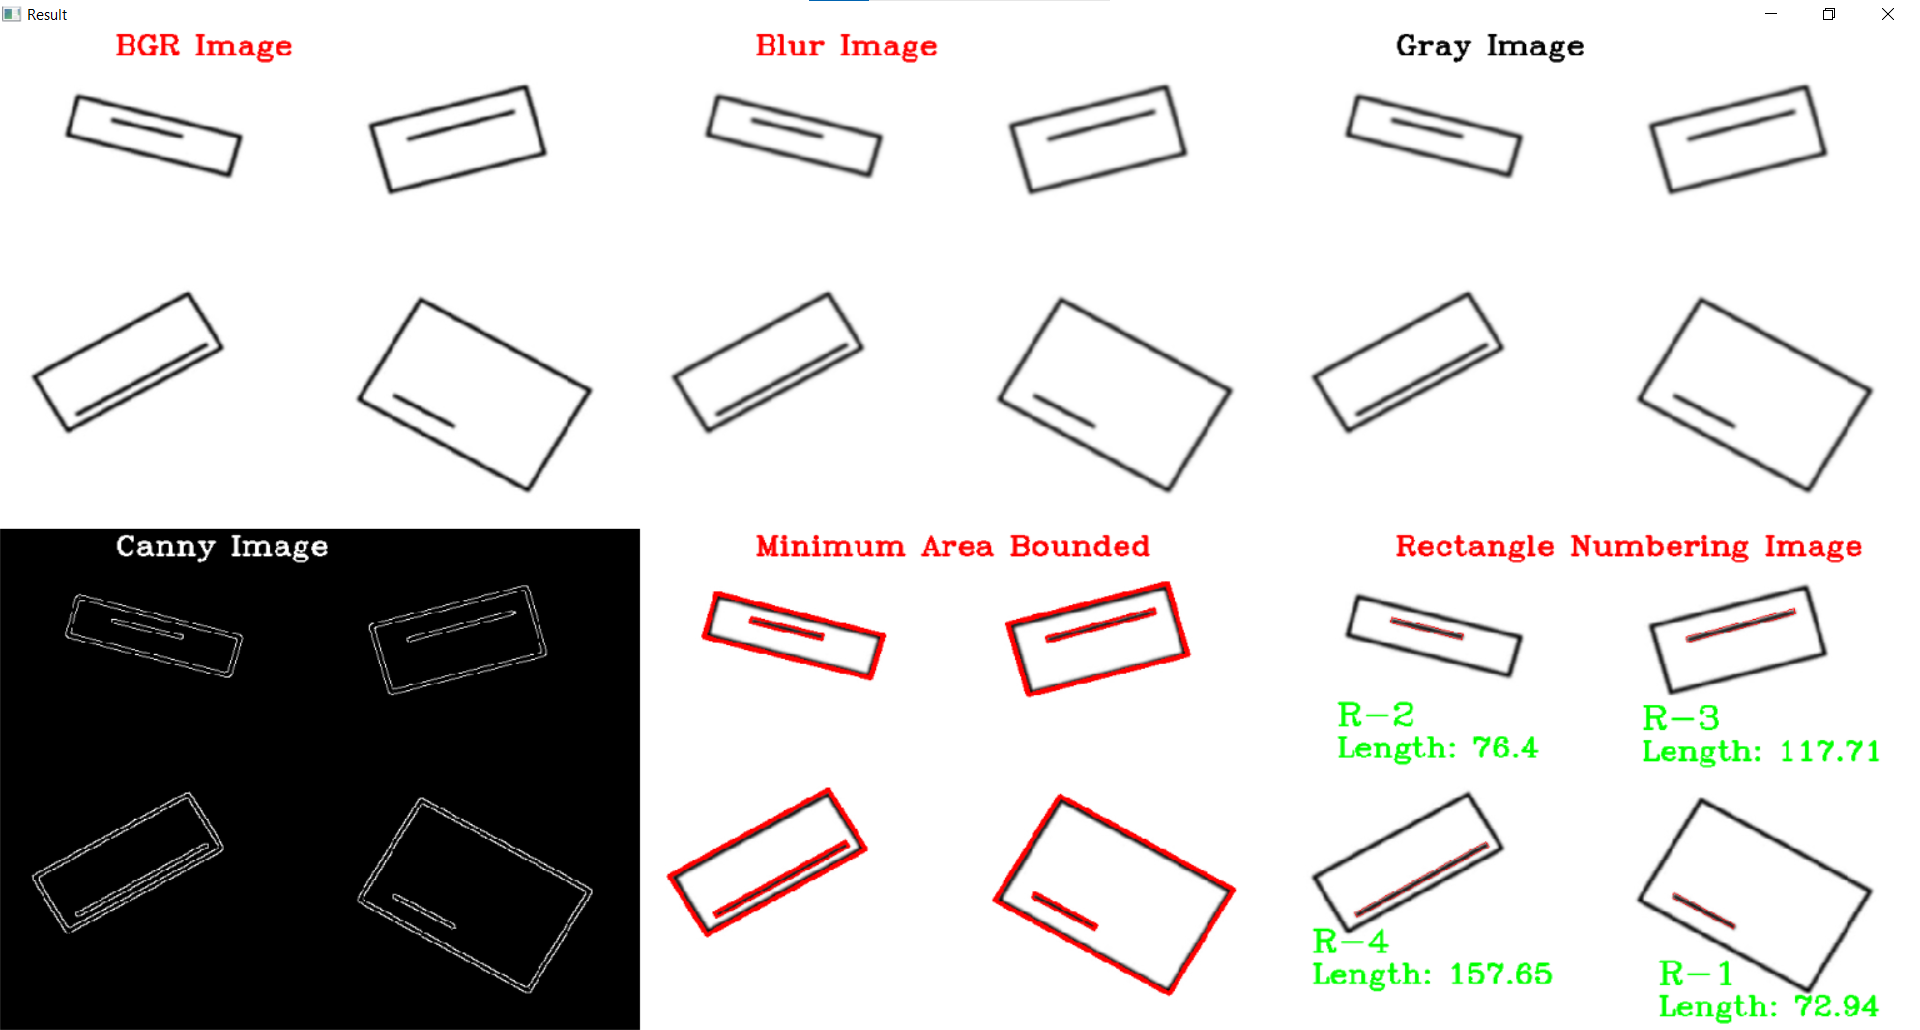 Result
BGR Image
Blur Image
Gray Image
Canny Image
Minimum Area Bounded
Rectangle Numbering Image
R-2
Length: 76.4
R-3
Length: 117.71
R-4
Length: 157.65
R-1
Length: 72.94